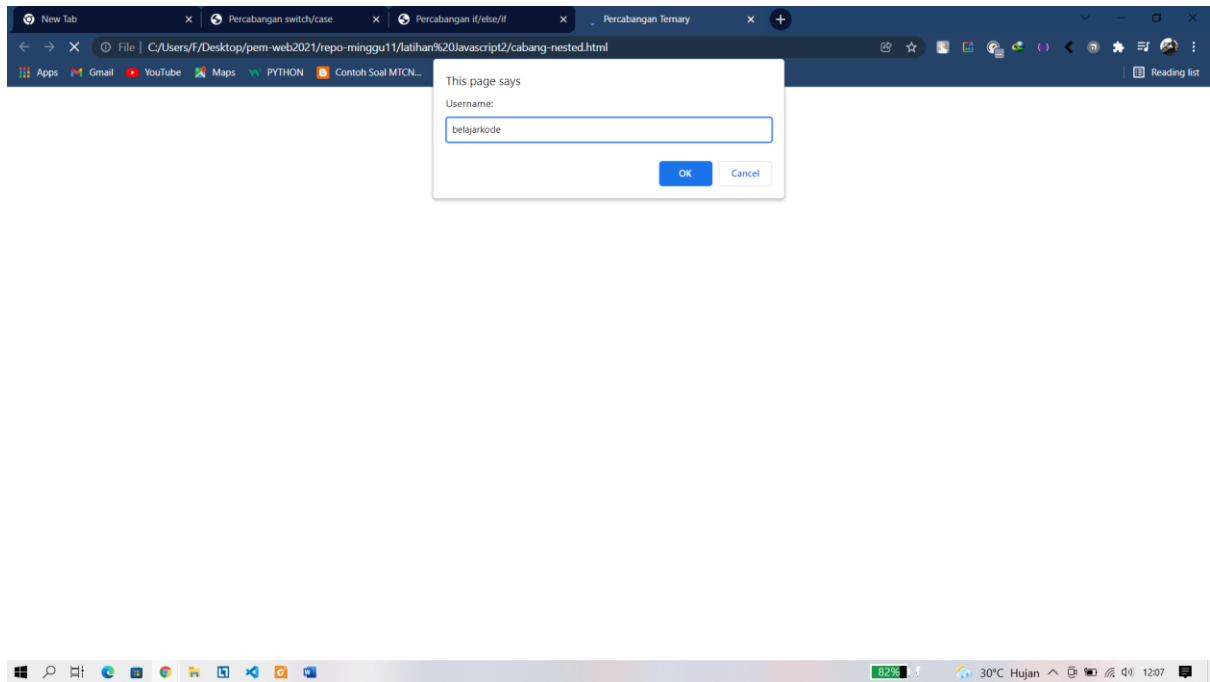 New Tab
Percabangan switch/case
Percabangan if/else/if
Percabangan Ternary
File | C:/Users/F/Desktop/pem-web2021/repo-minggu11/latihan%20Javascript2/cabang-nested.html
Apps
Gmail
YouTube
Maps
PYTHON
Contoh Soal MTCN...
Reading list
This page says
Username:
belajarkode
OK
Cancel
82%
30°C Hujan
12:07